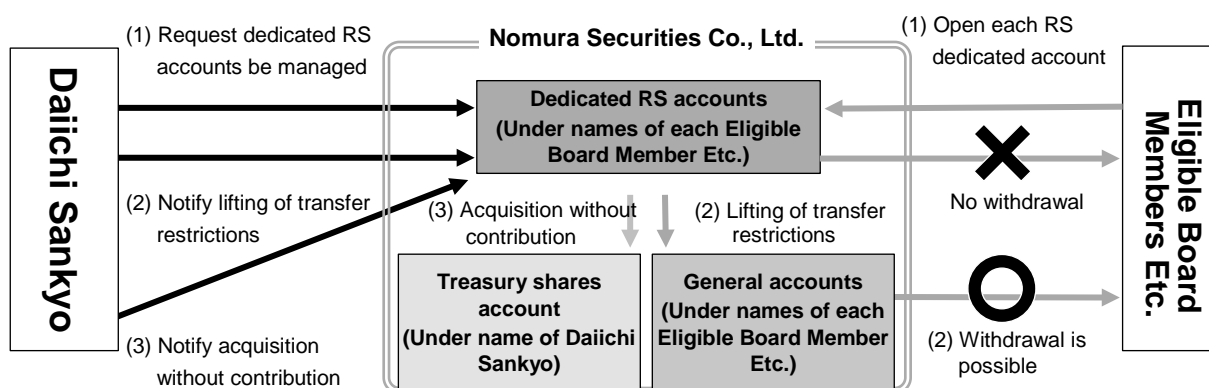 Daiichi Sankyo
(1) Request dedicated RS
accounts be managed
(2) Notify lifting of transfer
restrictions
(3) Notify acquisition
without contribution
Nomura Securities Co., Ltd.
Dedicated RS accounts
(Under names of each Eligible
Board Member Etc.)
(3) Acquisition without
contribution
(2) Lifting of transfer
restrictions
Treasury shares
account
(Under name of Daiichi
Sankyo)
General accounts
(Under names of each
Eligible Board Member
Etc.)
(1) Open each RS
dedicated account
No withdrawal
(2) Withdrawal is
possible
Eligible Board
Members Etc.